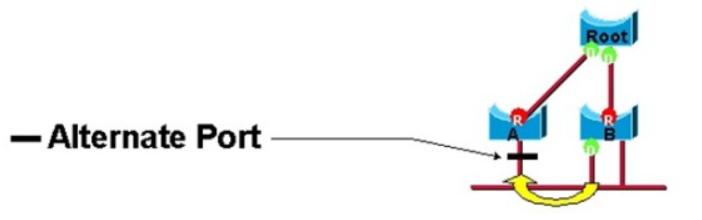 Root
D D
R R
A B
Alternate Port
D